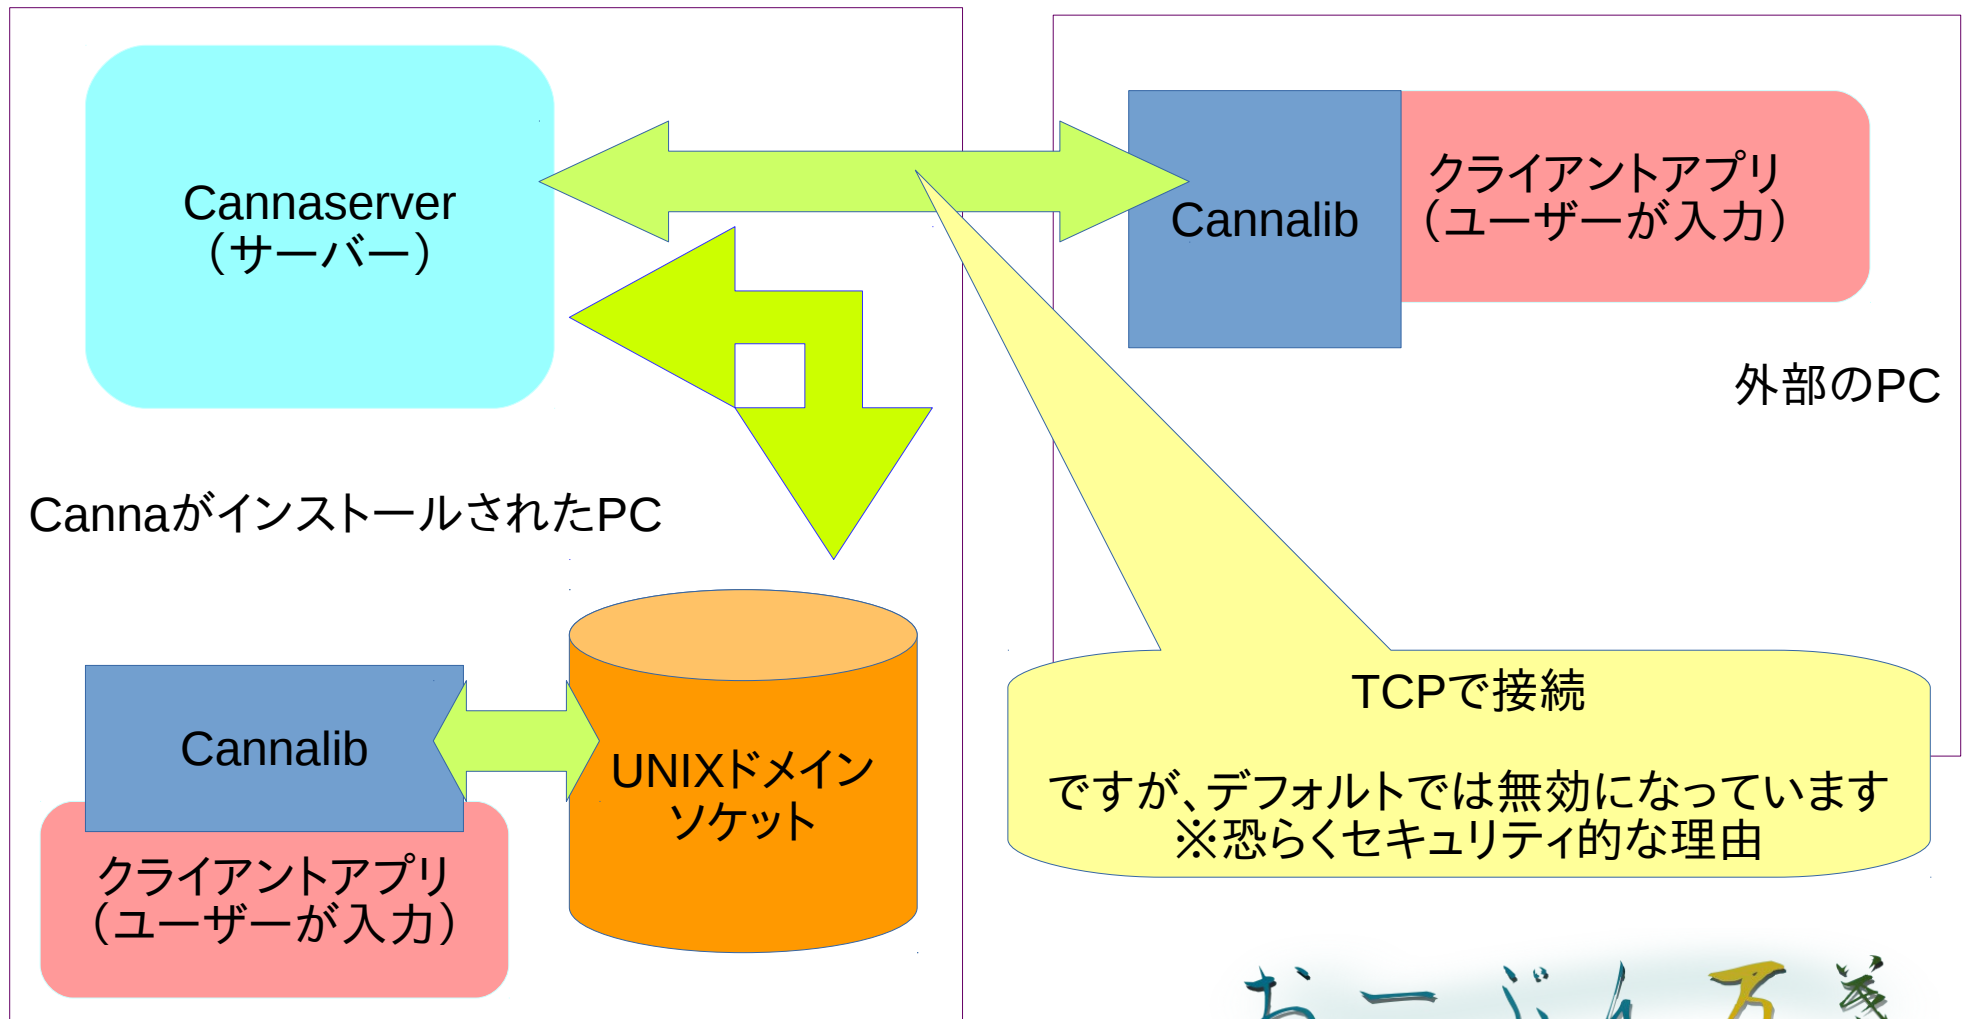 Cannaserver
（サーバー）
Cannalib
クライアントアプリ
（ユーザーが入力）
外部のPC
CannaがインストールされたPC
Cannalib
クライアントアプリ
（ユーザーが入力）
UNIXドメイン
ソケット
TCPで接続
ですが、デフォルトでは無効になっています
※恐らくセキュリティ的な理由